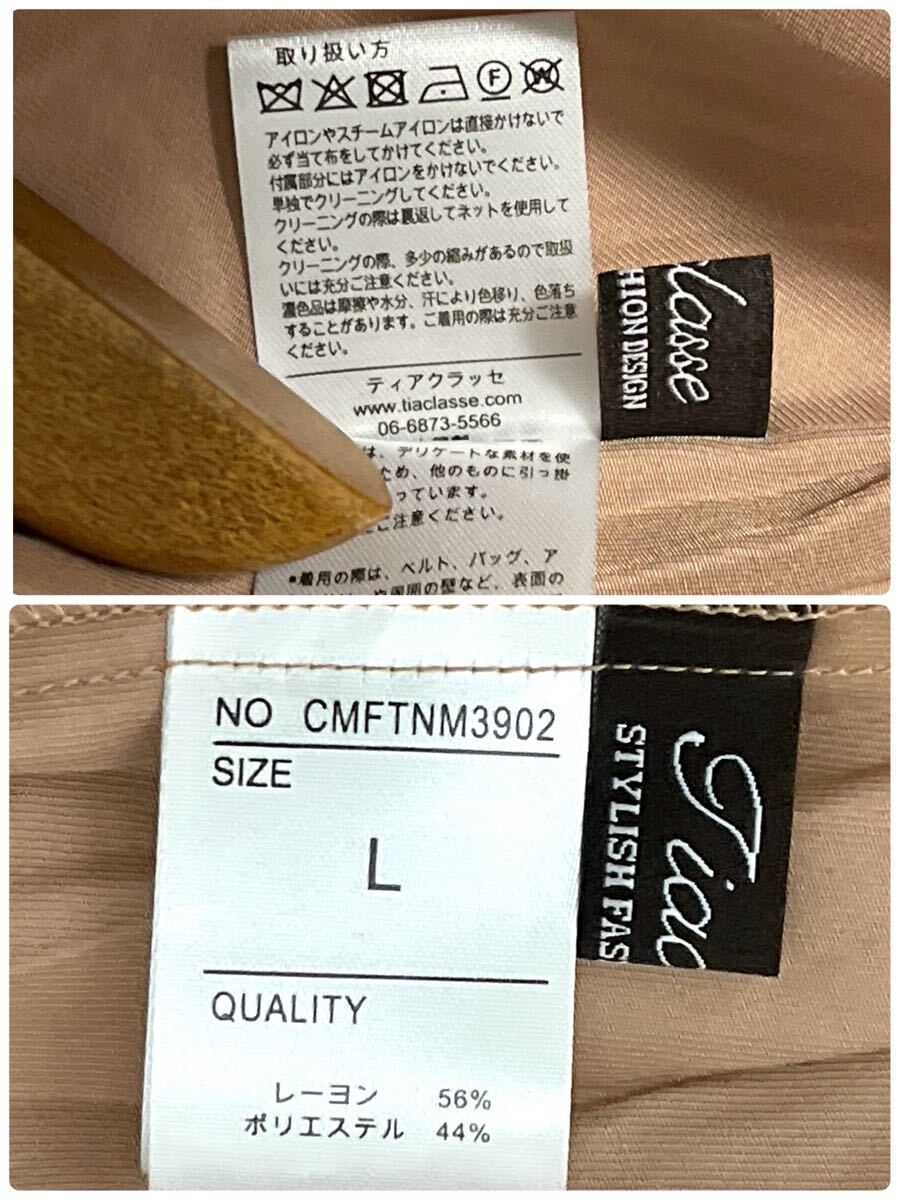 取り扱い方
アイロンやスチームアイロンは直接かけないで
必ず当て布をしてかけてください。
付属部分にはアイロンをかけないでください。
単独でクリーニングしてください。
クリーニングの際は裏返してネットを使用して
ください。
クリーニングの際、多少の縮みがあるので取扱
いには充分ご注意ください。
濃色品は摩擦や水分、汗により色移り、色落ち
することがあります。ご着用の際は充分ご注意
ください。
ティアクラッセ
www.tiaclasse.com
06-6873-5566
は、デリケートな素材を使
ため、他のものに引っ掛
っています。
ご注意ください。
•着用の際は、ベルト、バッグ、ア
や周囲の壁など、表面の
lasse
HION DESIGN
NO CMFTNM3902
SIZE
L
QUALITY
レーヨン 56%
ポリエステル 44%
Tia
STYLISH FAS